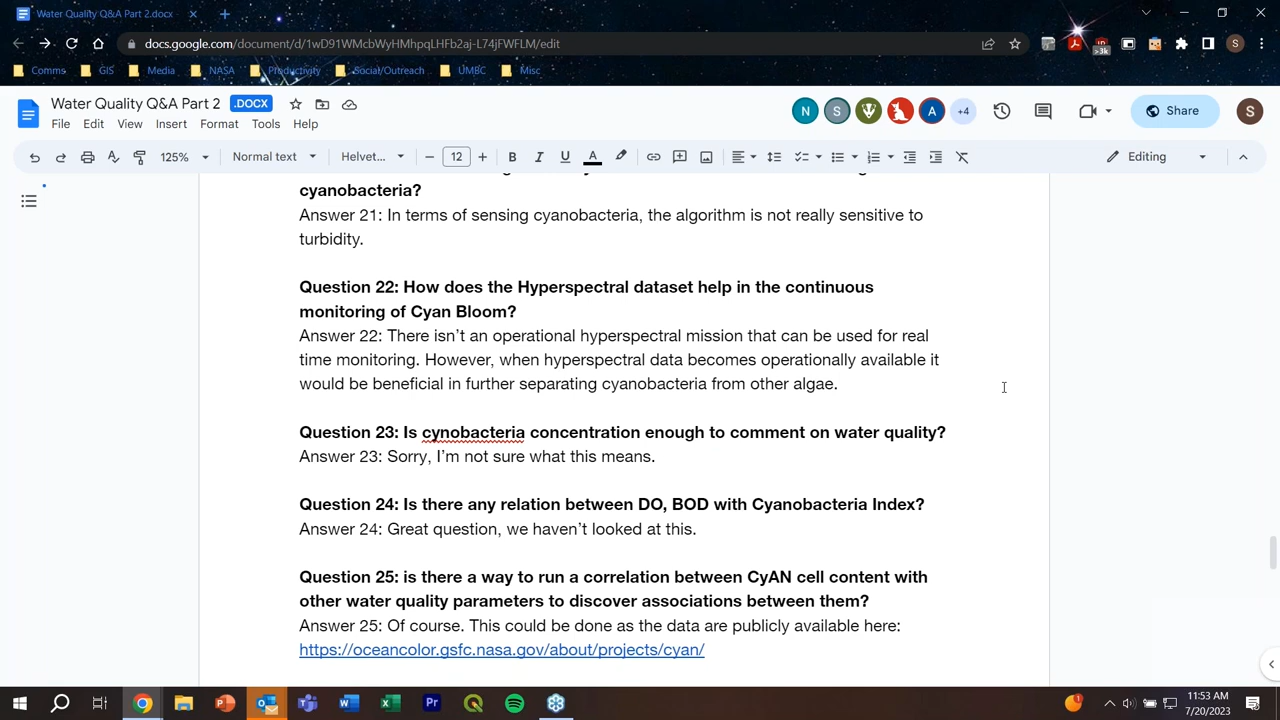 Water Quality Q&A Part 2.docx
docs.google.com/document/d/1wD91WMcbWyHMhpqLHFb2aj-L74jFWFLM/edit
>3k
S
Comms GIS Media NASA Productivity Social/Outreach UMBC Misc
Water Quality Q&A Part 2 .DOCX
N S A +4 Share S
File Edit View Insert Format Tools Help
125% Normal text Helvet... 12 B I U A Editing
cyanobacteria?
Answer 21: In terms of sensing cyanobacteria, the algorithm is not really sensitive to
turbidity.
Question 22: How does the Hyperspectral dataset help in the continuous
monitoring of Cyan Bloom?
Answer 22: There isn’t an operational hyperspectral mission that can be used for real
time monitoring. However, when hyperspectral data becomes operationally available it
would be beneficial in further separating cyanobacteria from other algae.
Question 23: Is cynobacteria concentration enough to comment on water quality?
Answer 23: Sorry, I’m not sure what this means.
Question 24: Is there any relation between DO, BOD with Cyanobacteria Index?
Answer 24: Great question, we haven’t looked at this.
Question 25: is there a way to run a correlation between CyAN cell content with
other water quality parameters to discover associations between them?
Answer 25: Of course. This could be done as the data are publicly available here:
https://oceancolor.gsfc.nasa.gov/about/projects/cyan/
11:53 AM
7/20/2023